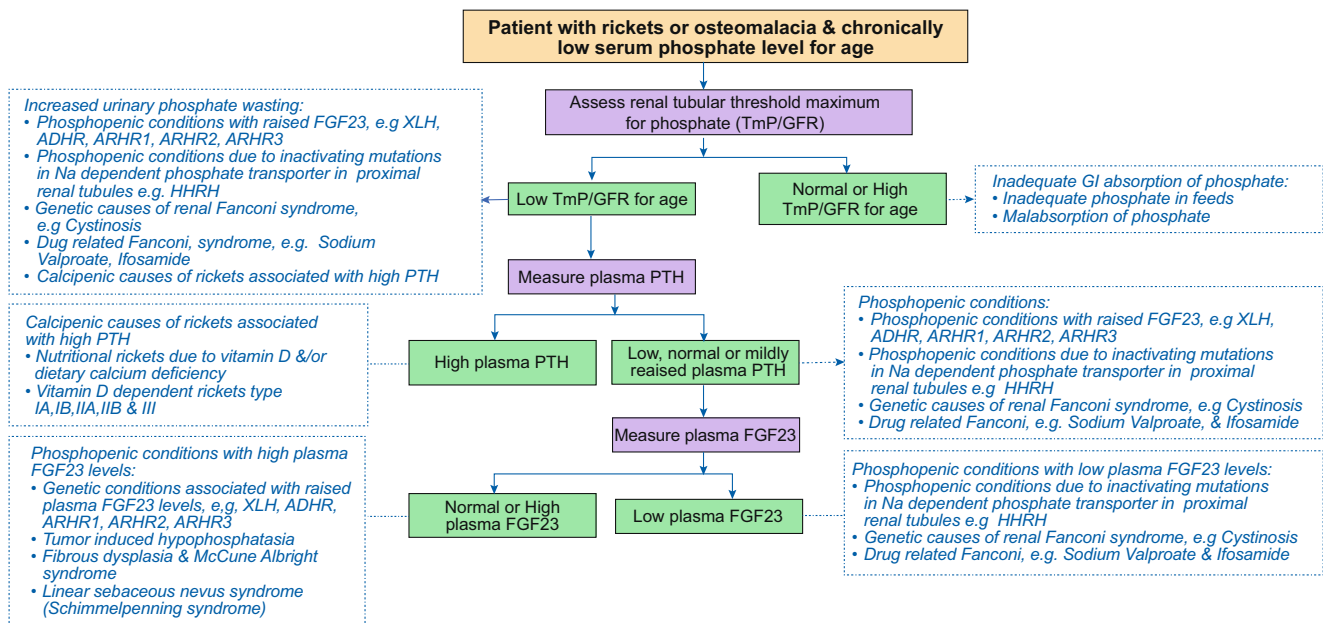 Patient with rickets or osteomalacia & chronically
low serum phosphate level for age
Assess renal tubular threshold maximum
for phosphate (TmP/GFR)
Increased urinary phosphate wasting:
• Phosphopenic conditions with raised FGF23, e.g XLH,
ADHR, ARHR1, ARHR2, ARHR3
• Phosphopenic conditions due to inactivating mutations
in Na dependent phosphate transporter in proximal
renal tubules e.g. HHRH
• Genetic causes of renal Fanconi syndrome,
e.g Cystinosis
• Dug related Fanconi, syndrome, e.g. Sodium
Valproate, Ifosamide
• Calcipenic causes of rickets associated with high PTH
Low TmP/GFR for age
Normal or High
TmP/GFR for age
Inadequate GI absorption of phosphate:
• Inadequate phosphate in feeds
• Malabsorption of phosphate
Measure plasma PTH
Calcipenic causes of rickets associated
with high PTH
• Nutritional rickets due to vitamin D &/or
dietary calcium deficiency
• Vitamin D dependent rickets type
IA,IB,IIA,IIB & III
High plasma PTH
Low, normal or mildly
reaised plasma PTH
Phosphopenic conditions:
• Phosphopenic conditions with raised FGF23, e.g XLH,
ADHR, ARHR1, ARHR2, ARHR3
• Phosphopenic conditions due to inactivating mutations
in Na dependent phosphate transporter in proximal
renal tubules e.g HHRH
• Genetic causes of renal Fanconi syndrome, e.g Cystinosis
• Drug related Fanconi, e.g. Sodium Valproate, & Ifosamide
Measure plasma FGF23
Phosphopenic conditions with high plasma
FGF23 levels:
• Genetic conditions associated with raised
plasma FGF23 levels, e,g, XLH, ADHR,
ARHR1, ARHR2, ARHR3
• Tumor induced hypophosphatasia
• Fibrous dysplasia & McCune Albright
syndrome
• Linear sebaceous nevus syndrome
(Schimmelpenning syndrome)
Normal or High
plasma FGF23
Low plasma FGF23
Phosphopenic conditions with low plasma FGF23 levels:
• Phosphopenic conditions due to inactivating mutations
in Na dependent phosphate transporter in proximal
renal tubules e.g HHRH
• Genetic causes of renal Fanconi syndrome, e.g Cystinosis
• Drug related Fanconi, e.g. Sodium Valproate & Ifosamide